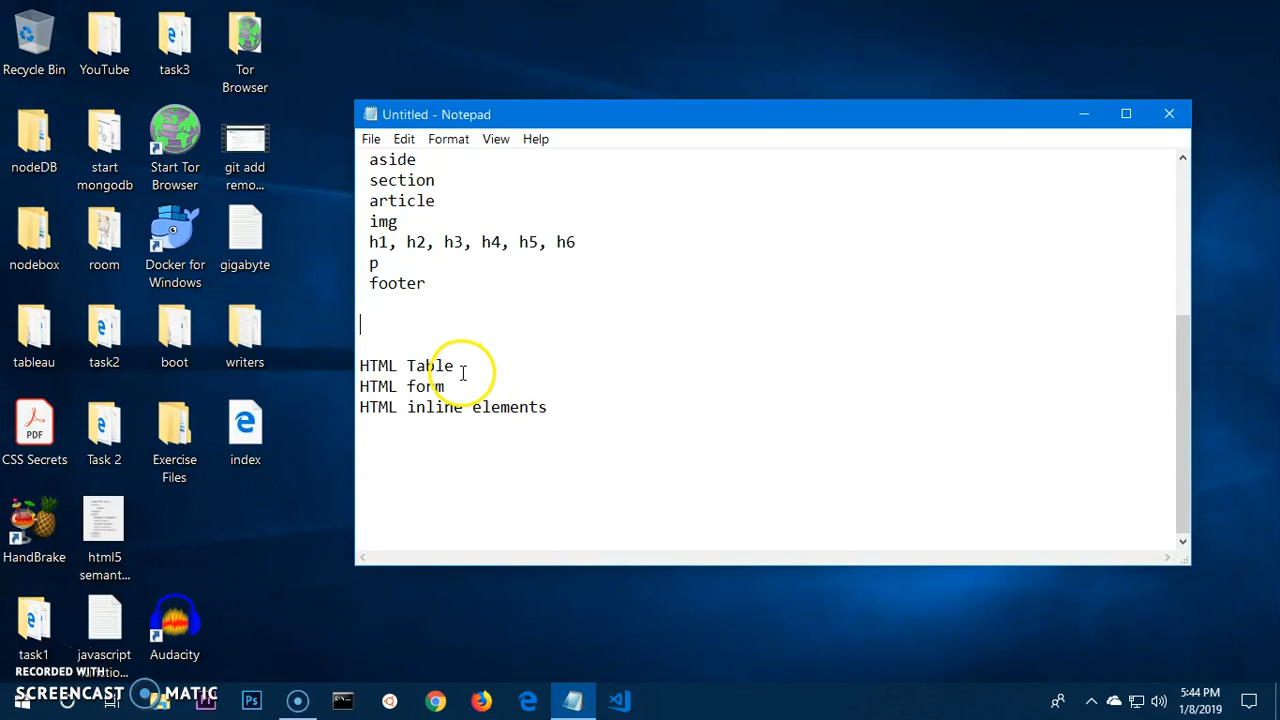 Recycle Bin
YouTube
task3
Tor
Browser
nodeDB
start
mongodb
Start Tor
Browser
git add
remo...
nodebox
room
Docker for
Windows
gigabyte
tableau
task2
boot
writers
PDF
CSS Secrets
Task 2
Exercise
Files
index
HandBrake
html5
semant...
task1
javascript
Audacity
Untitled - Notepad
File Edit Format View Help
aside
section
article
img
h1, h2, h3, h4, h5, h6
p
footer
HTML Table
HTML form
HTML inline elements
RECORDED WITH
SCREENCAST MATIC
Ps
5:44 PM
1/8/2019